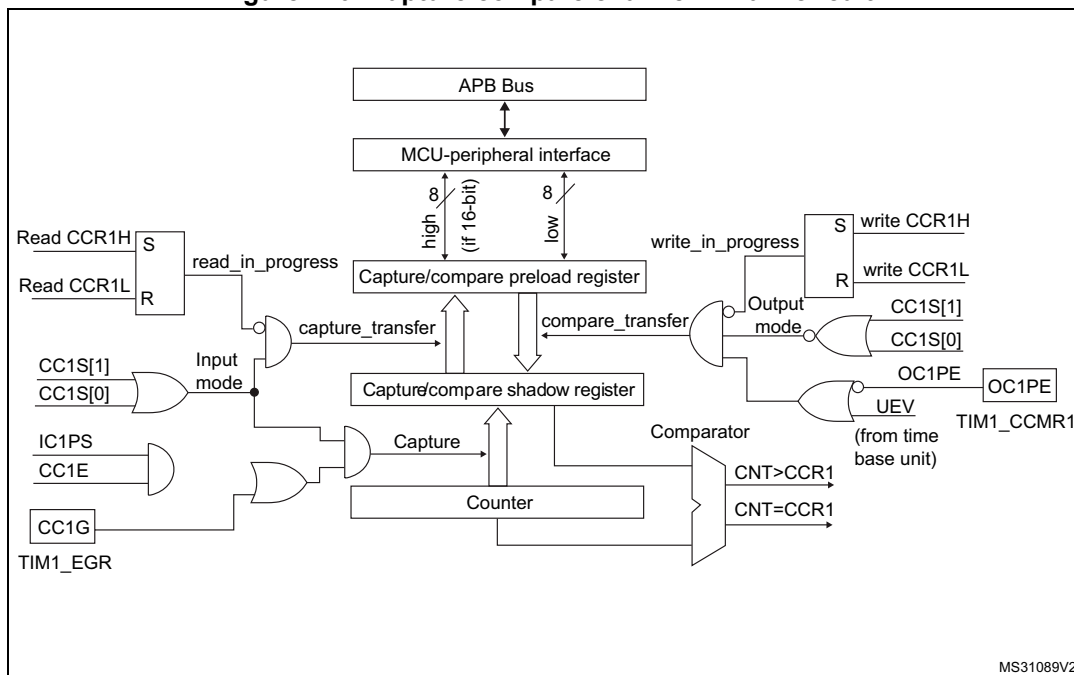 APB Bus
MCU-peripheral interface
8
high
(if 16-bit)
8
low
Read CCR1H
S
read_in_progress
Read CCR1L
R
write_in_progress
S
write CCR1H
R
write CCR1L
Capture/compare preload register
capture_transfer
compare_transfer
Output
mode
CC1S[1]
CC1S[0]
CC1S[1]
CC1S[0]
Input
mode
Capture/compare shadow register
OC1PE
OC1PE
UEV
TIM1_CCMR1
(from time
base unit)
IC1PS
CC1E
Capture
Comparator
CNT>CCR1
CNT=CCR1
Counter
CC1G
TIM1_EGR
MS31089V2